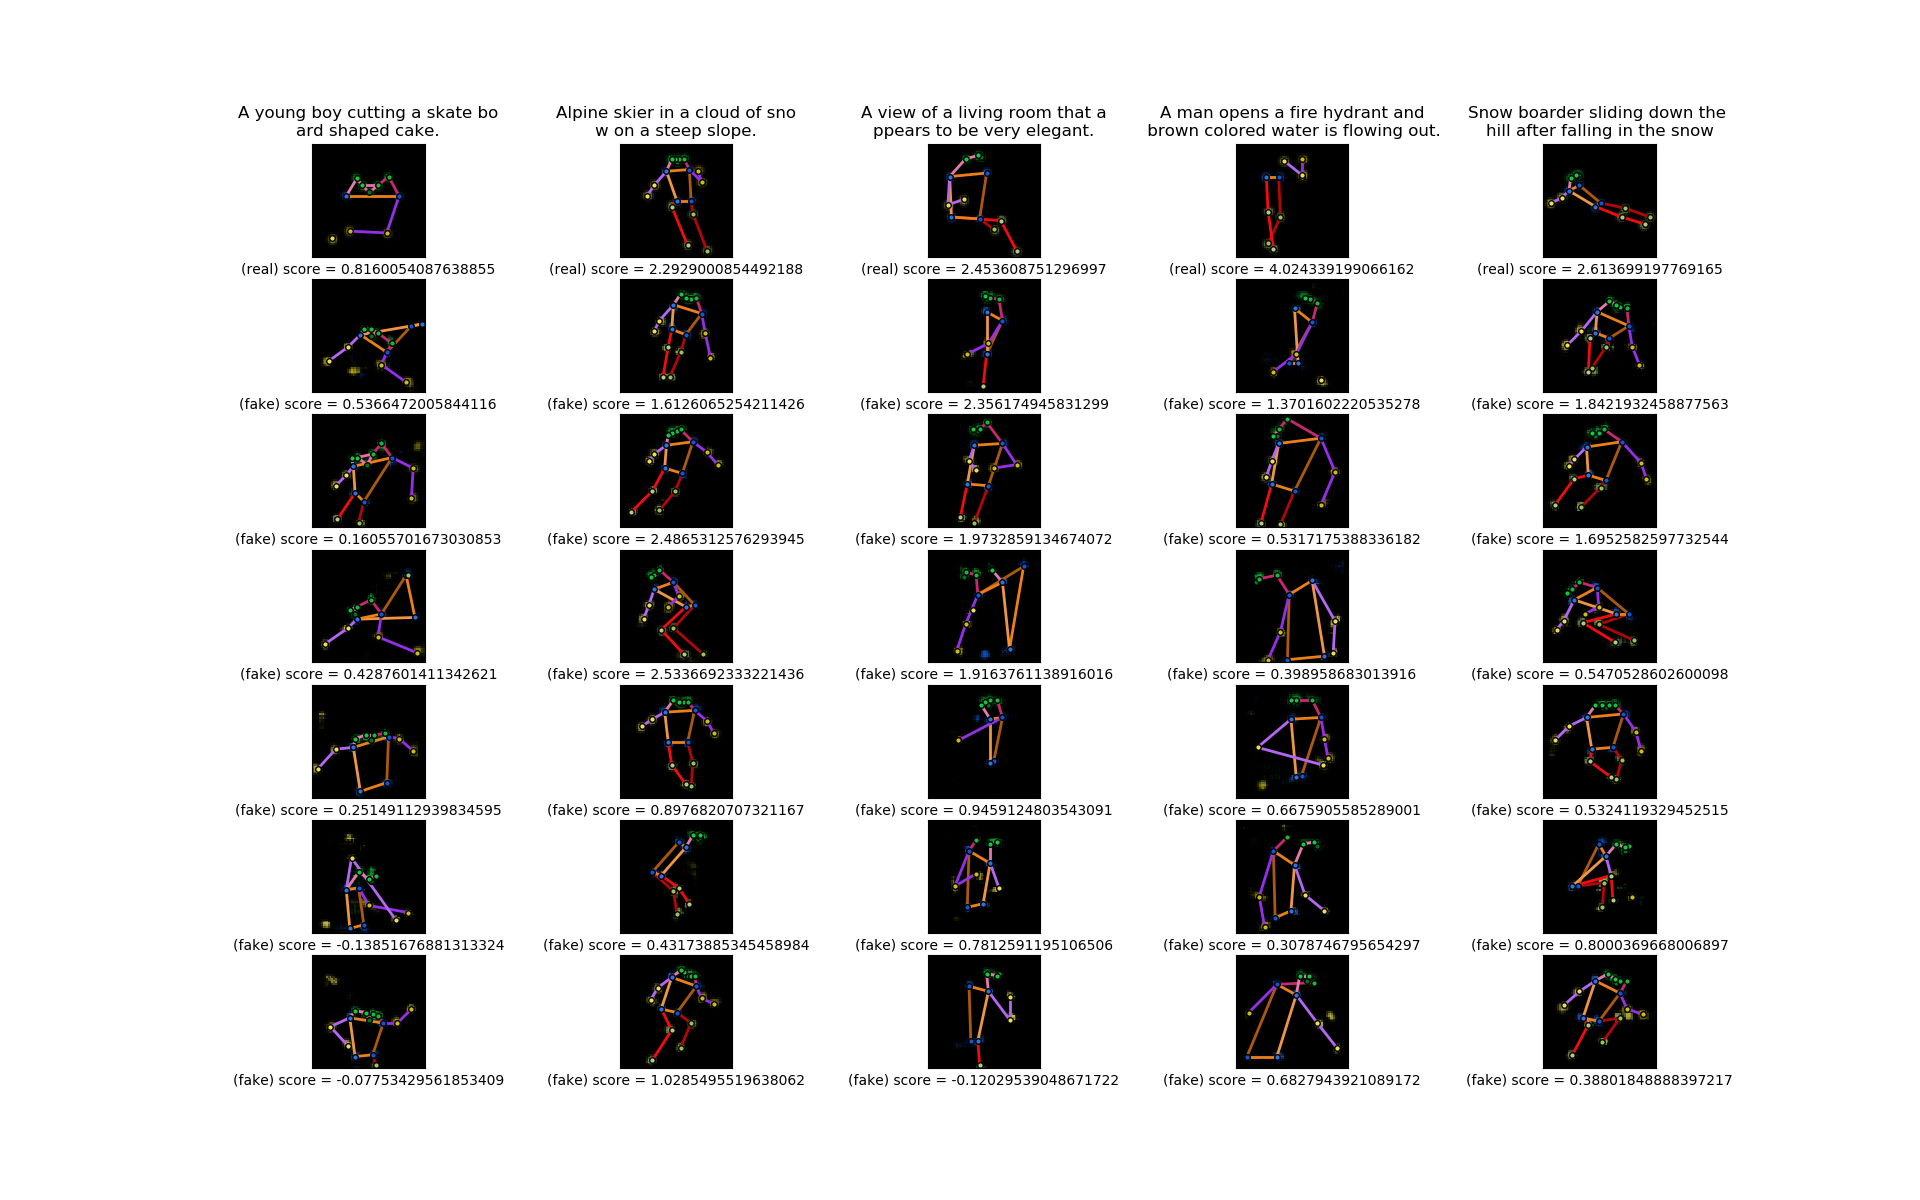 A young boy cutting a skate bo
ard shaped cake.
Alpine skier in a cloud of sno
w on a steep slope.
A view of a living room that a
ppears to be very elegant.
A man opens a fire hydrant and
brown colored water is flowing out.
Snow boarder sliding down the
hill after falling in the snow
(real) score = 0.8160054087638855
(real) score = 2.2929000854492188
(real) score = 2.453608751296997
(real) score = 4.024339199066162
(real) score = 2.613699197769165
(fake) score = 0.5366472005844116
(fake) score = 1.6126065254211426
(fake) score = 2.356174945831299
(fake) score = 1.3701602220535278
(fake) score = 1.8421932458877563
(fake) score = 0.16055701673030853
(fake) score = 2.4865312576293945
(fake) score = 1.9732859134674072
(fake) score = 0.5317175388336182
(fake) score = 1.6952582597732544
(fake) score = 0.4287601411342621
(fake) score = 2.5336692333221436
(fake) score = 1.9163761138916016
(fake) score = 0.398958683013916
(fake) score = 0.5470528602600098
(fake) score = 0.25149112939834595
(fake) score = 0.8976820707321167
(fake) score = 0.9459124803543091
(fake) score = 0.6675905585289001
(fake) score = 0.5324119329452515
(fake) score = -0.13851676881313324
(fake) score = 0.43173885345458984
(fake) score = 0.7812591195106506
(fake) score = 0.3078746795654297
(fake) score = 0.8000369668006897
(fake) score = -0.07753429561853409
(fake) score = 1.0285495519638062
(fake) score = -0.12029539048671722
(fake) score = 0.6827943921089172
(fake) score = 0.38801848888397217